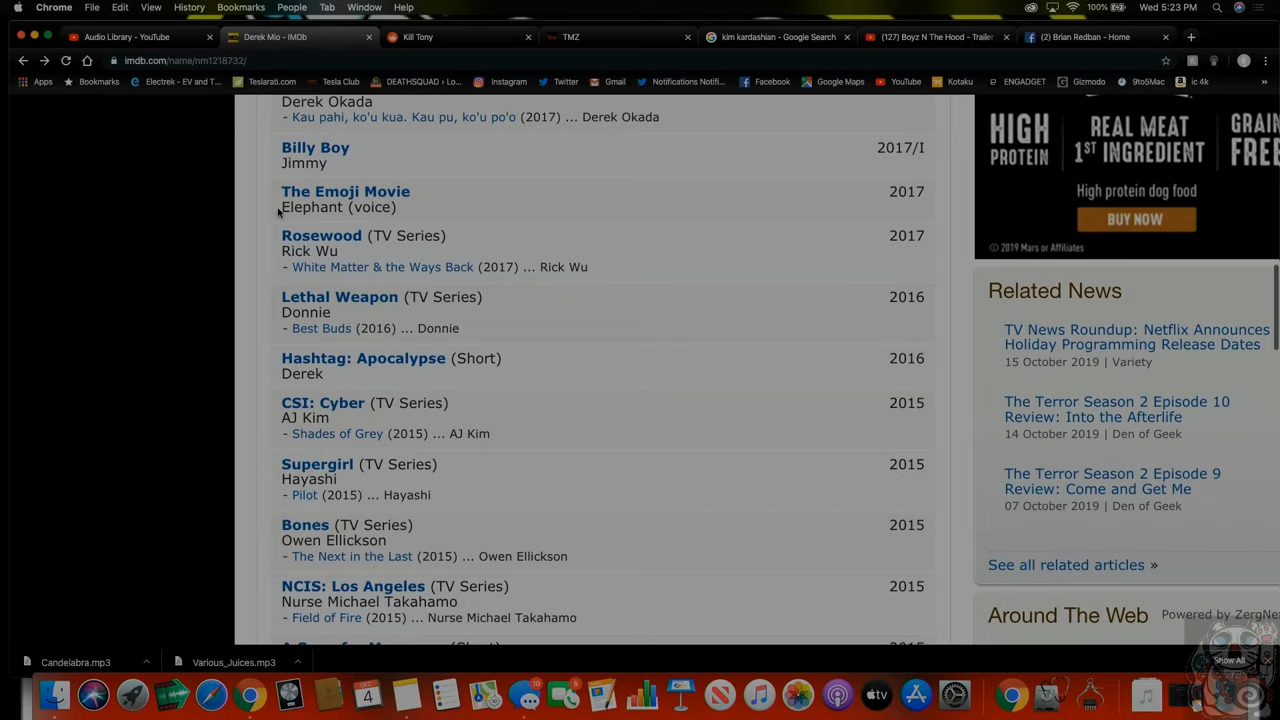 Chrome File Edit View History Bookmarks People Tab Window Help 100% Wed 5:23 PM
Audio Library - YouTube Derek Mio - IMDb Kill Tony TMZ kim kardashian - Google Search (127) Boyz N The Hood - Trailer (2) Brian Redban - Home
imdb.com/name/nm1218732/
Apps Bookmarks Electrek - EV and T... Teslarati.com Tesla Club DEATHSQUAD › Lo... Instagram Twitter Gmail Notifications Notifi... Facebook Google Maps YouTube Kotaku ENGADGET Gizmodo 9to5Mac ic 4k
Derek Okada
- Kau pahi, ko'u kua. Kau pu, ko'u po'o (2017) ... Derek Okada
Billy Boy 2017/I
Jimmy
The Emoji Movie 2017
Elephant (voice)
Rosewood (TV Series) 2017
Rick Wu
- White Matter & the Ways Back (2017) ... Rick Wu
Lethal Weapon (TV Series) 2016
Donnie
- Best Buds (2016) ... Donnie
Hashtag: Apocalypse (Short) 2016
Derek
CSI: Cyber (TV Series) 2015
AJ Kim
- Shades of Grey (2015) ... AJ Kim
Supergirl (TV Series) 2015
Hayashi
- Pilot (2015) ... Hayashi
Bones (TV Series) 2015
Owen Ellickson
- The Next in the Last (2015) ... Owen Ellickson
NCIS: Los Angeles (TV Series) 2015
Nurse Michael Takahamo
- Field of Fire (2015) ... Nurse Michael Takahamo
HIGH PROTEIN
REAL MEAT
1ST INGREDIENT
GRAIN
FREE
High protein dog food
BUY NOW
© 2019 Mars or Affiliates
Related News
TV News Roundup: Netflix Announces
Holiday Programming Release Dates
15 October 2019 | Variety
The Terror Season 2 Episode 10
Review: Into the Afterlife
14 October 2019 | Den of Geek
The Terror Season 2 Episode 9
Review: Come and Get Me
07 October 2019 | Den of Geek
See all related articles »
Around The Web Powered by ZergNe
Candelabra.mp3 Various_Juices.mp3 Show All
DEC
4
tv